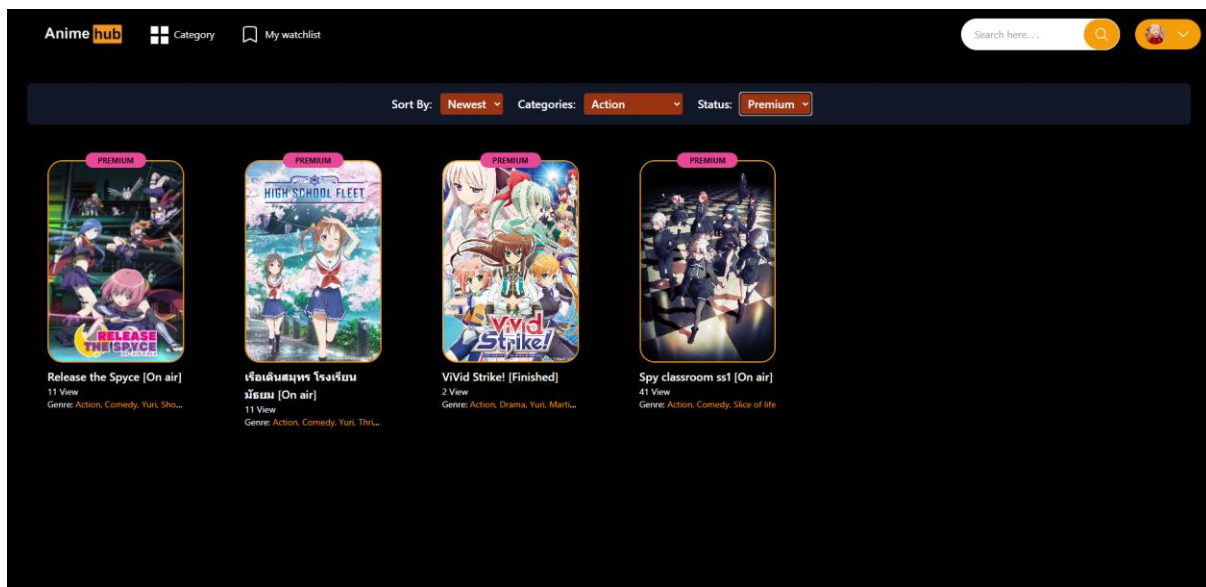 Anime hub
Category
My watchlist
Search here. . .
Sort By: Newest Categories: Action Status: Premium
PREMIUM
PREMIUM
PREMIUM
PREMIUM
RELEASE
THE SPYCE
HIGH SCHOOL FLEET
ViVid
Strike!
Release the Spyce [On air]
11 View
Genre: Action, Comedy, Yuri, Sho...
เรือเดินสมุทร โรงเรียน
มัธยม [On air]
11 View
Genre: Action, Comedy, Yuri, Thri...
ViVid Strike! [Finished]
2 View
Genre: Action, Drama, Yuri, Marti...
Spy classroom ss1 [On air]
41 View
Genre: Action, Comedy, Slice of life